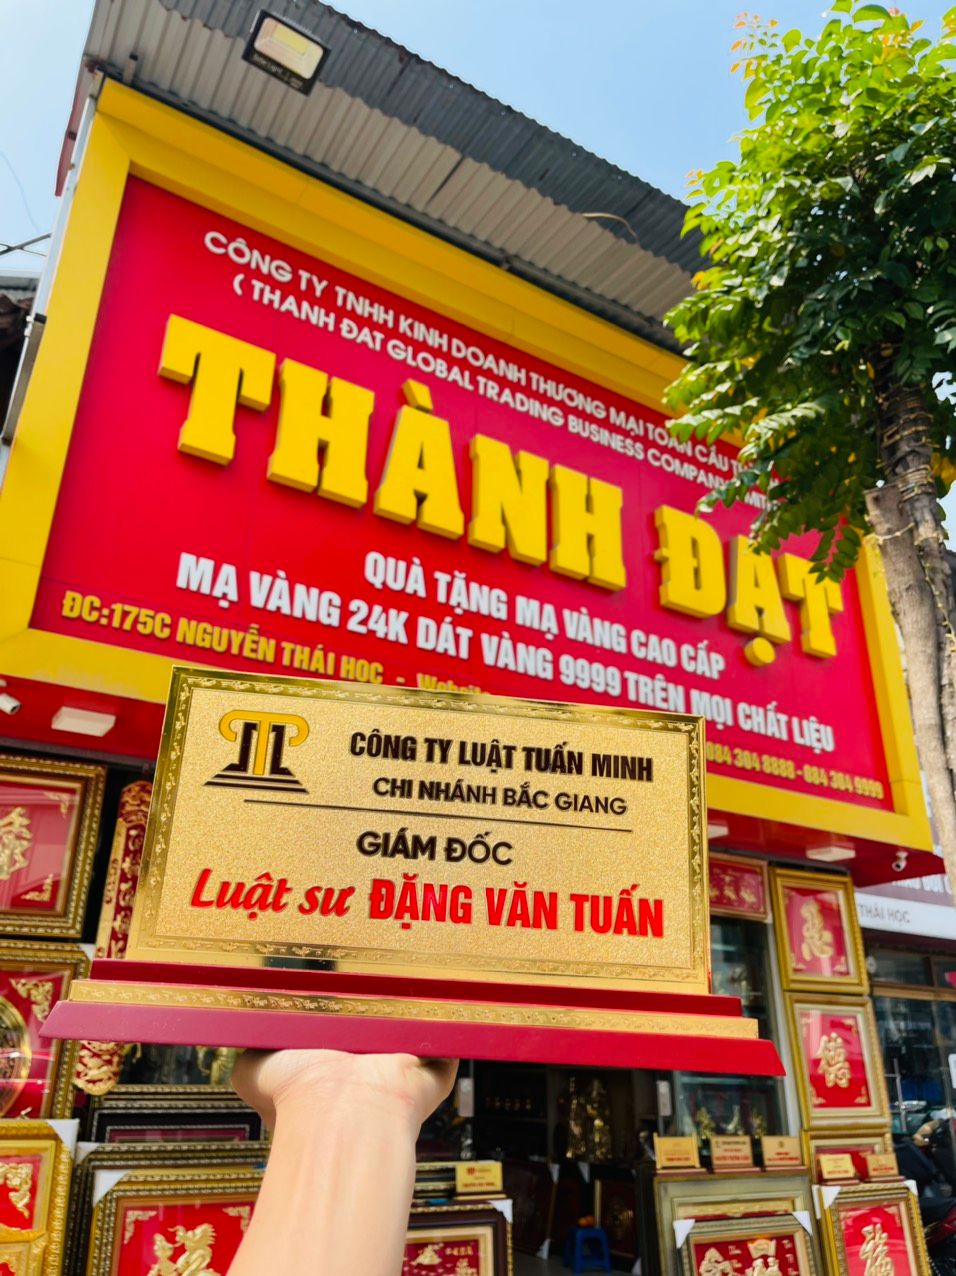 CÔNG TY TNHH KINH DOANH THƯƠNG MẠI TOÀN CẦU
( THANH ĐẠT GLOBAL TRADING BUSINESS COMPANY
THÀNH ĐẠT
QUÀ TẶNG MẠ VÀNG CAO CẤP
MẠ VÀNG 24K DÁT VÀNG 9999 TRÊN MỌI CHẤT LIỆU
ĐC:175C NGUYỄN THÁI HỌC - Website
084 304 8888 - 084 304 9999
CÔNG TY LUẬT TUẤN MINH
CHI NHÁNH BẮC GIANG
GIÁM ĐỐC
Luật sư ĐẶNG VĂN TUẤN
THÁI HỌC